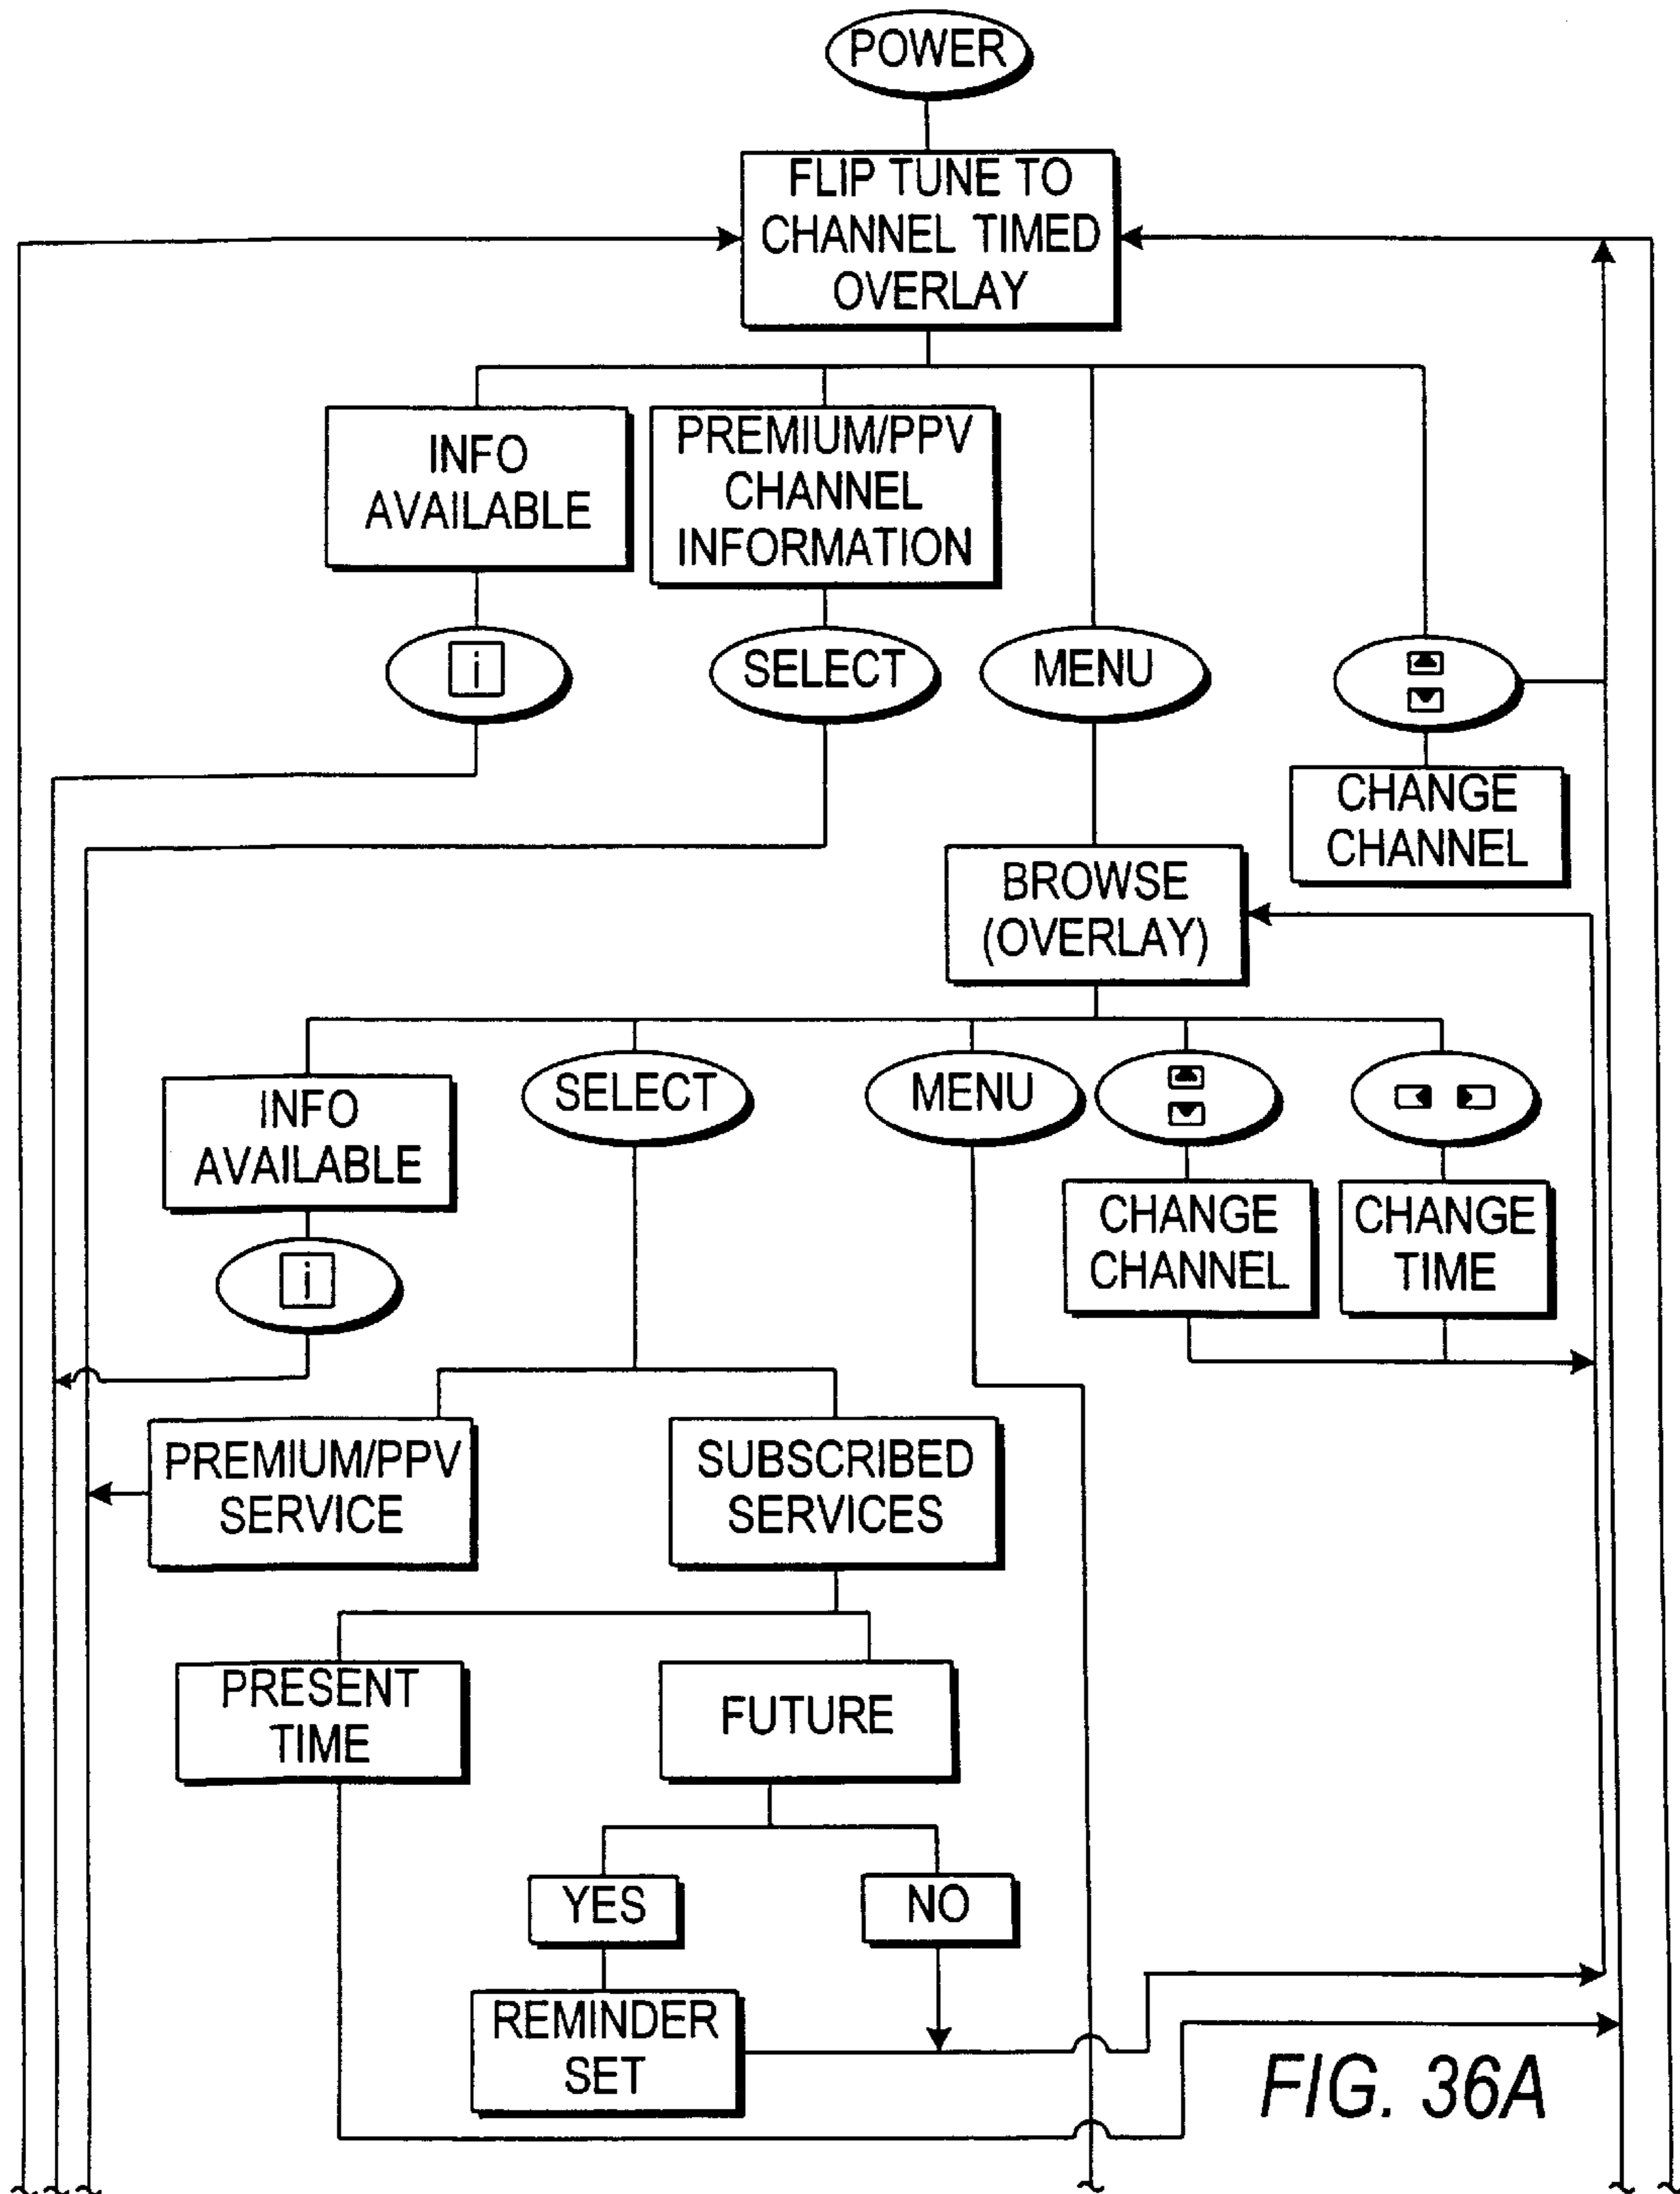 POWER
FLIP TUNE TO
CHANNEL TIMED
OVERLAY
INFO
AVAILABLE
PREMIUM/PPV
CHANNEL
INFORMATION
i
SELECT
MENU
CHANGE
CHANNEL
BROWSE
(OVERLAY)
INFO
AVAILABLE
SELECT
MENU
i
CHANGE
CHANNEL
CHANGE
TIME
PREMIUM/PPV
SERVICE
SUBSCRIBED
SERVICES
PRESENT
TIME
FUTURE
YES
NO
REMINDER
SET
FIG. 36A